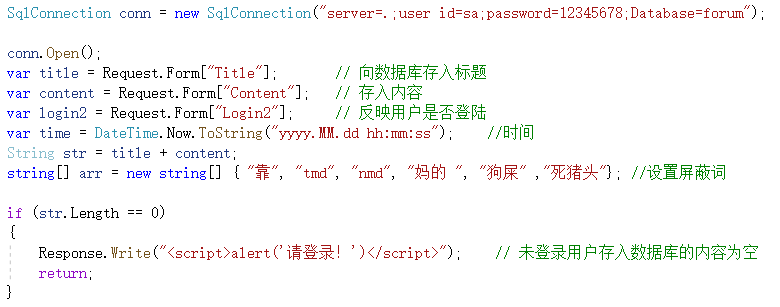 SqlConnection conn = new SqlConnection("server=.;user id=sa;password=12345678;Database=forum");
conn.Open();
var title = Request.Form["Title"];       // 向数据库存入标题
var content = Request.Form["Content"];   // 存入内容
var login2 = Request.Form["Login2"];     // 反映用户是否登陆
var time = DateTime.Now.ToString("yyyy.MM.dd hh:mm:ss");    //时间
String str = title + content;
string[] arr = new string[] { "靠", "tmd", "nmd", "妈的 ", "狗屎" ,"死猪头"}; //设置屏蔽词
if (str.Length == 0)
{
    Response.Write("<script>alert('请登录! ')</script>");    // 未登录用户存入数据库的内容为空
    return;
}